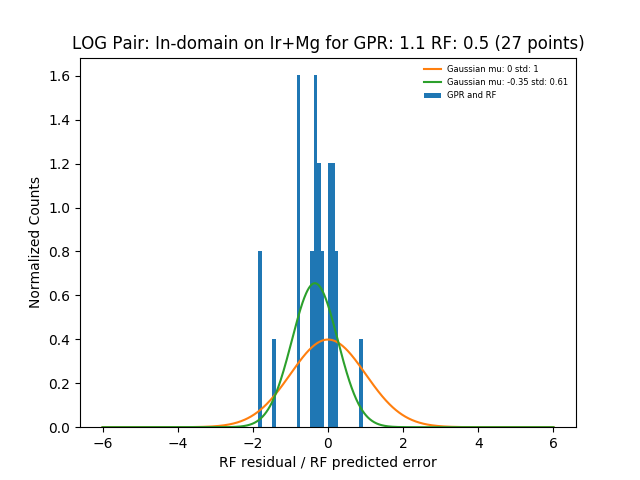 LOG Pair: In-domain on Ir+Mg for GPR: 1.1 RF: 0.5 (27 points)
Gaussian mu: 0 std: 1
Gaussian mu: -0.35 std: 0.61
GPR and RF
Normalized Counts
1.6
1.4
1.2
1.0
0.8
0.6
0.4
0.2
0.0
−6 −4 −2 0 2 4 6
RF residual / RF predicted error